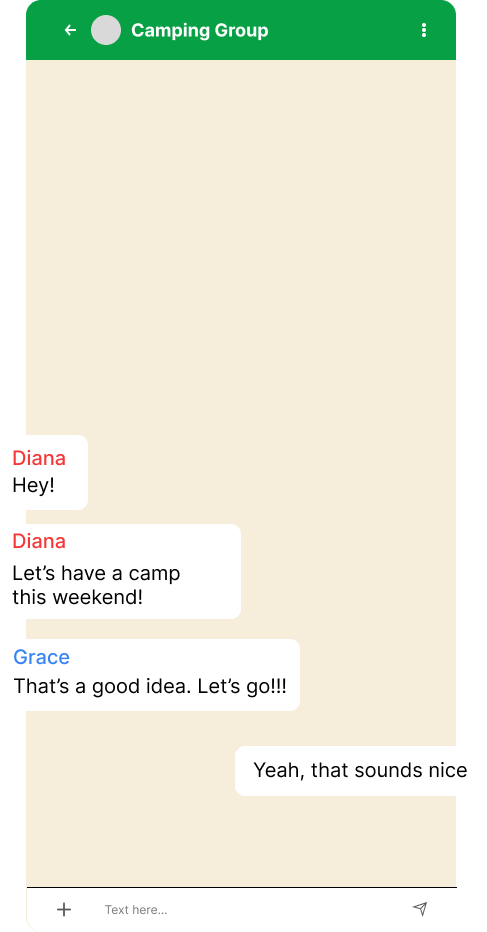 Camping Group
Diana
Hey!
Diana
Let’s have a camp
this weekend!
Grace
That’s a good idea. Let’s go!!!
Yeah, that sounds nice
Text here...